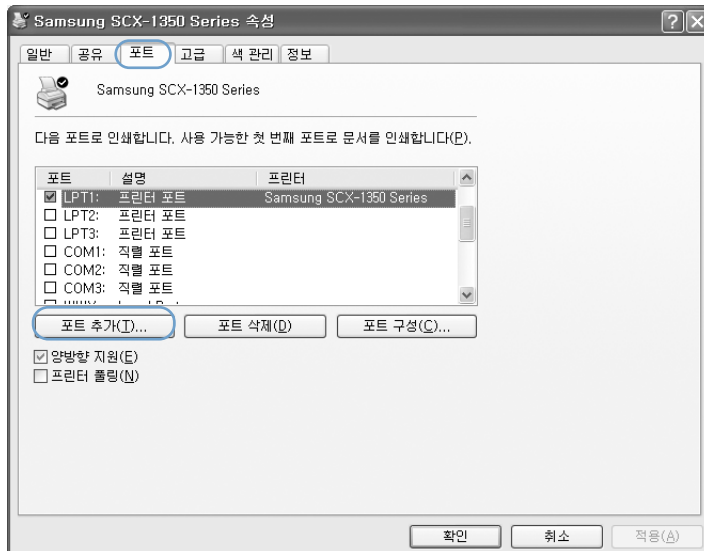 Samsung SCX-1350 Series 속성
일반 공유 포트 고급 색 관리 정보
Samsung SCX-1350 Series
다음 포트로 인쇄합니다. 사용 가능한 첫 번째 포트로 문서를 인쇄합니다(P).
포트 설명 프린터
LPT1: 프린터 포트 Samsung SCX-1350 Series
LPT2: 프린터 포트
LPT3: 프린터 포트
COM1: 직렬 포트
COM2: 직렬 포트
COM3: 직렬 포트
포트 추가(T)... 포트 삭제(D) 포트 구성(C)...
양방향 지원(E)
프린터 풀링(N)
확인 취소 적용(A)